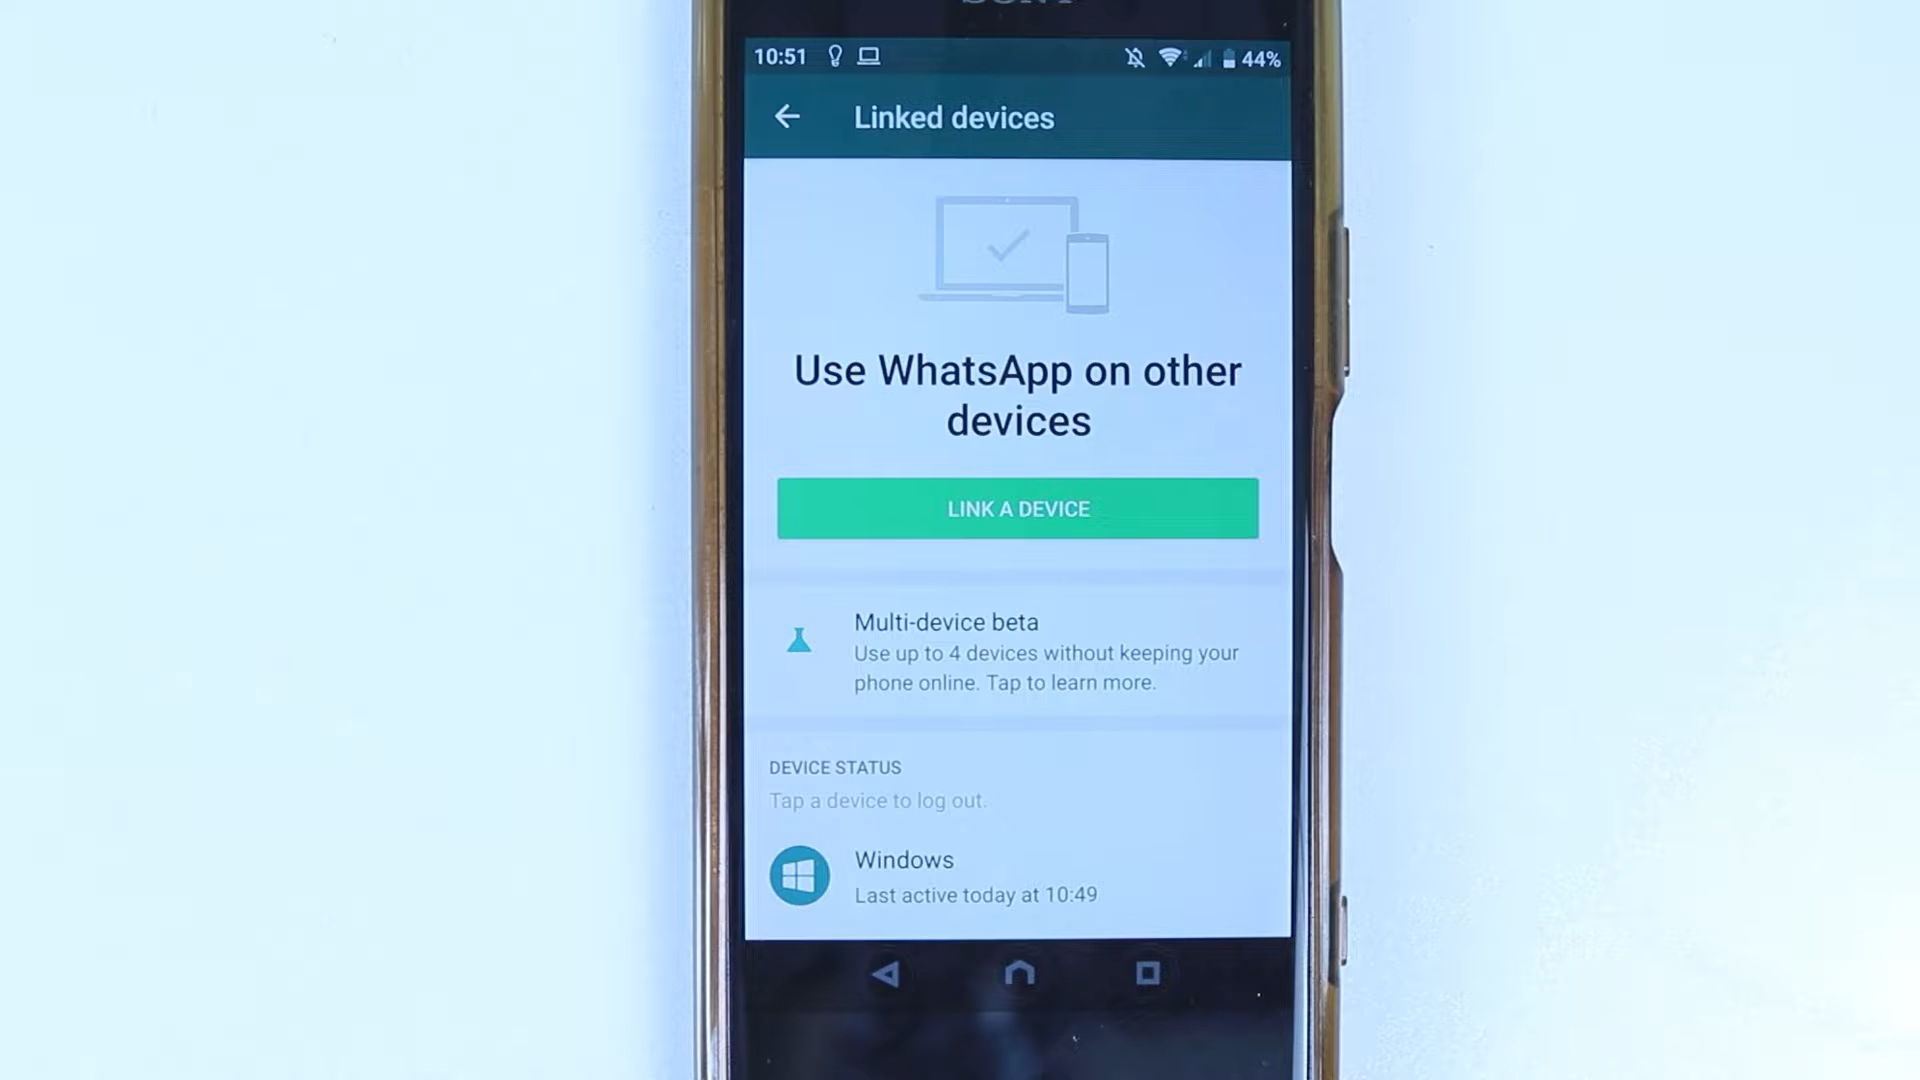 SONY
10:51
44%
Linked devices
Use WhatsApp on other
devices
LINK A DEVICE
Multi-device beta
Use up to 4 devices without keeping your
phone online. Tap to learn more.
DEVICE STATUS
Tap a device to log out.
Windows
Last active today at 10:49